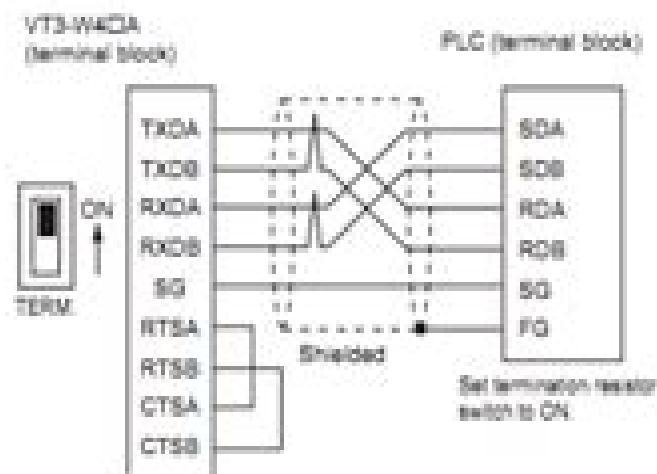 VT3-W4DA
(terminal block)
PLC (terminal block)
TXDA
TXDB
RXDA
RXDB
SG
RTSA
RTSB
CTSA
CTSB
ON
TERM.
Shielded
SDA
SDB
RDA
RDB
SG
FG
Set termination resistor
switch to ON.